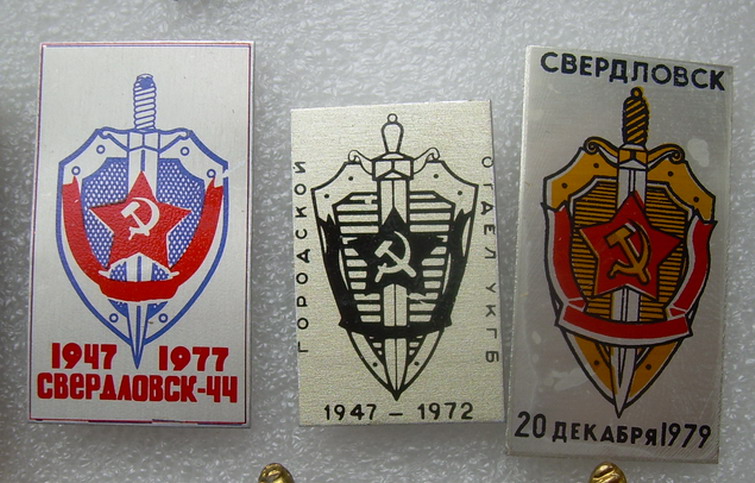 1947 1977
СВЕРДЛОВСК-44
ГОРОДСКОЙ
ОТДЕЛ УКГБ
1947 - 1972
СВЕРДЛОВСК
20 ДЕКАБРЯ 1979